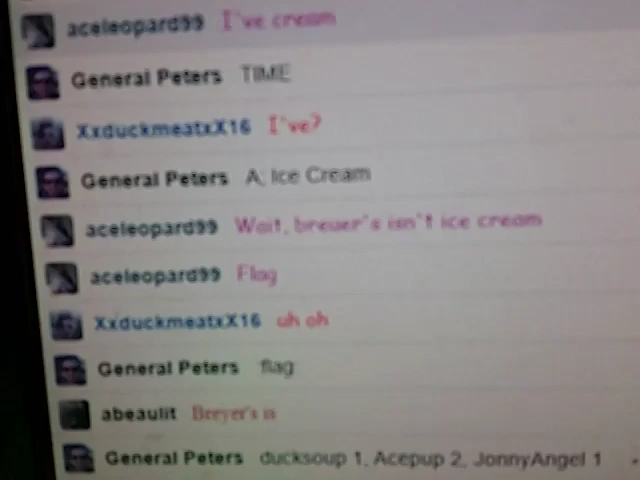 aceleopard99 I've cream
General Peters TIME
XxduckmeatxX16 I've?
General Peters A: Ice Cream
aceleopard99 Wait, breuer's isn't ice cream
aceleopard99 Flag
XxduckmeatxX16 uh oh
General Peters flag
abeaulit Breyer's is
General Peters ducksoup 1, Acepup 2, JonnyAngel 1